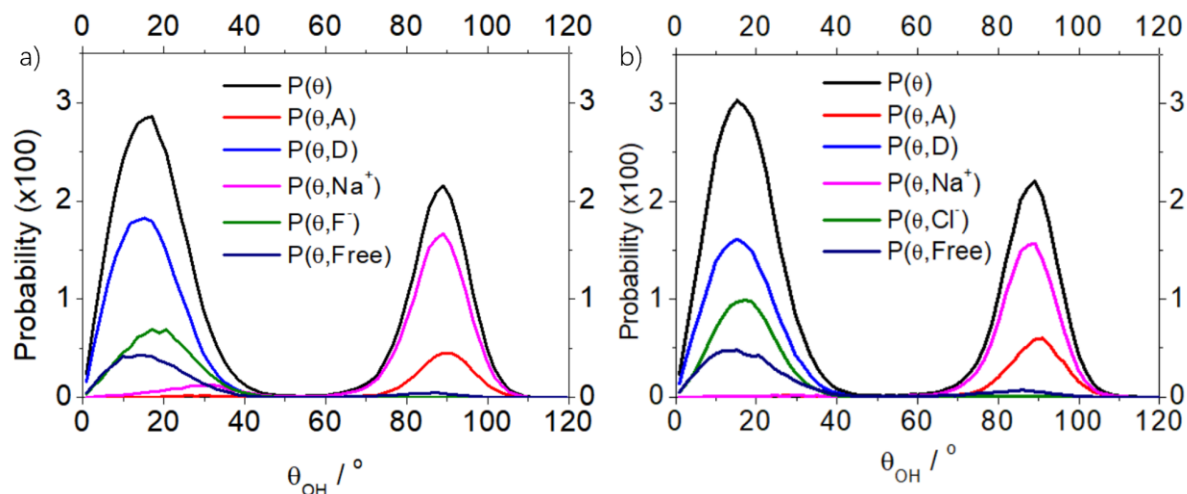 0 20 40 60 80 100 120
a)
P(θ)
P(θ,A)
P(θ,D)
P(θ,Na⁺)
P(θ,F⁻)
P(θ,Free)
Probability (x100)
3
2
1
0
3
2
1
0
0 20 40 60 80 100 120
θOH / °
0 20 40 60 80 100 120
b)
P(θ)
P(θ,A)
P(θ,D)
P(θ,Na⁺)
P(θ,Cl⁻)
P(θ,Free)
Probability (x100)
3
2
1
0
3
2
1
0
0 20 40 60 80 100 120
θOH / °